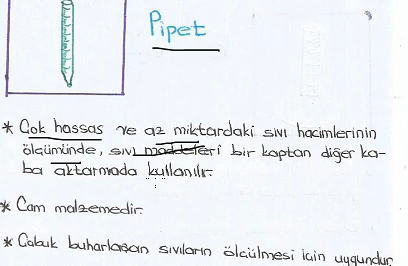 Pipet
* Çok hassas ve az miktardaki sıvı hacimlerinin
ölçümünde, sıvı maddeleri bir kaptan diğer ka-
ba aktarmada kullanılır.
* Cam malzemedir.
* Çabuk buharlaşan sıvıların ölçülmesi için uygundur.